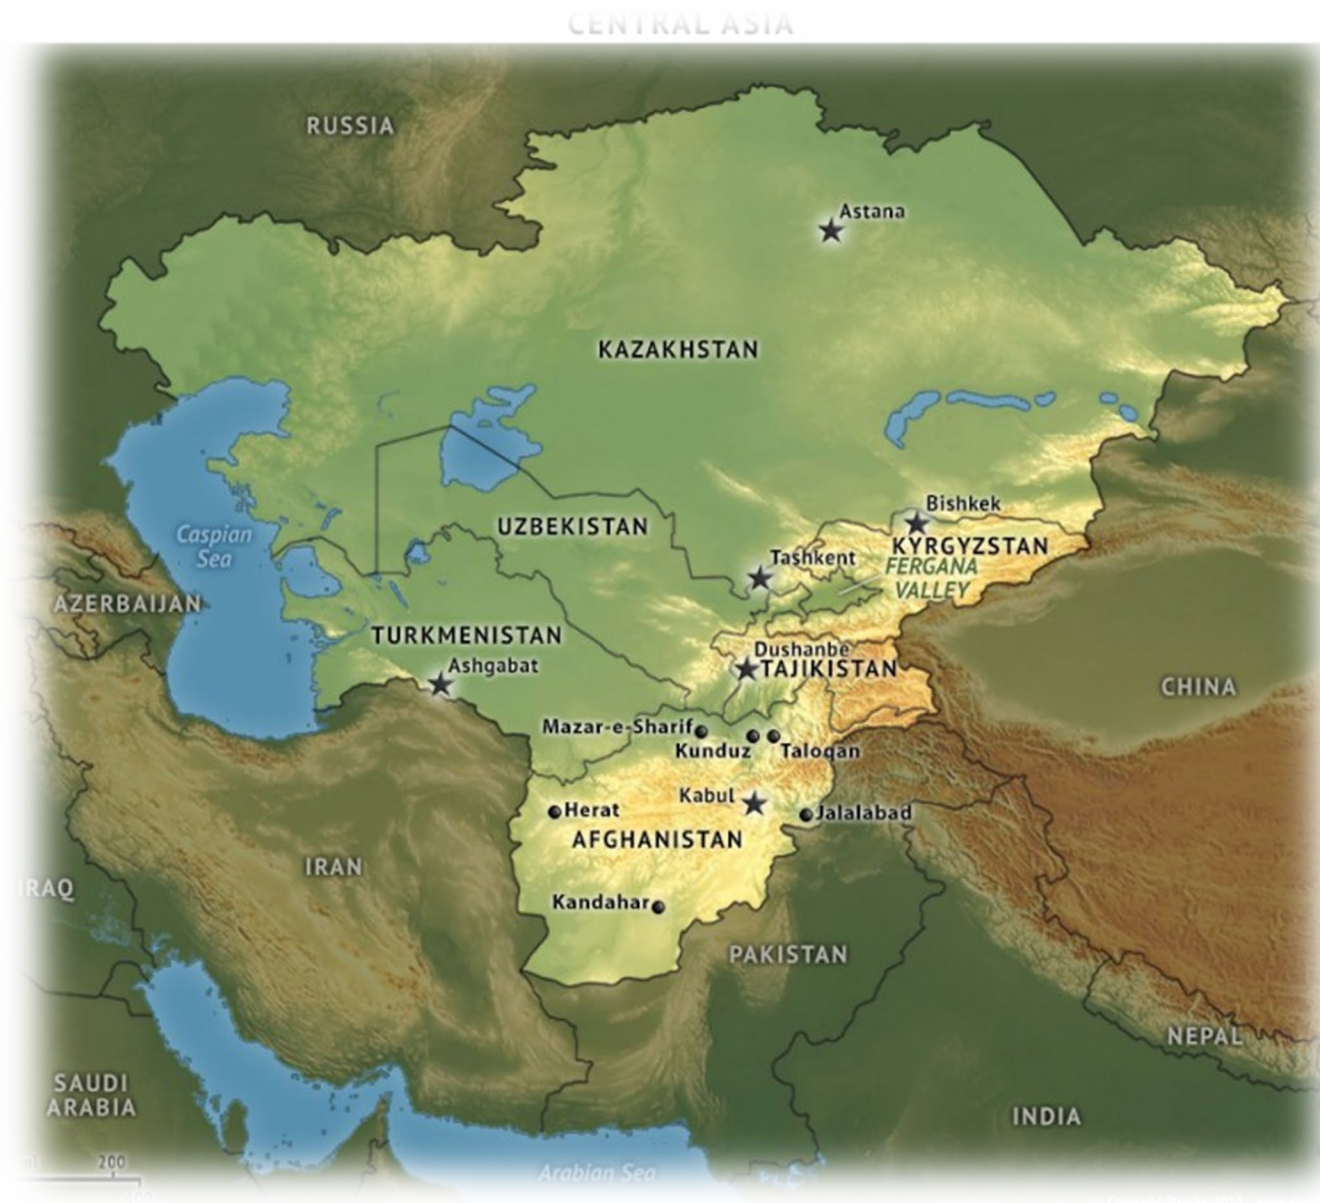 CENTRAL ASIA
RUSSIA
Astana
KAZAKHSTAN
Bishkek
UZBEKISTAN
Caspian
Sea
KYRGYZSTAN
Tashkent
FERGANA
VALLEY
AZERBAIJAN
TURKMENISTAN
Dushanbe
Ashgabat
TAJIKISTAN
CHINA
Mazar-e-Sharif
Kunduz
Taloqan
Kabul
Herat
Jalalabad
AFGHANISTAN
IRAN
IRAQ
Kandahar
PAKISTAN
NEPAL
SAUDI
ARABIA
INDIA
200
Arabian Sea